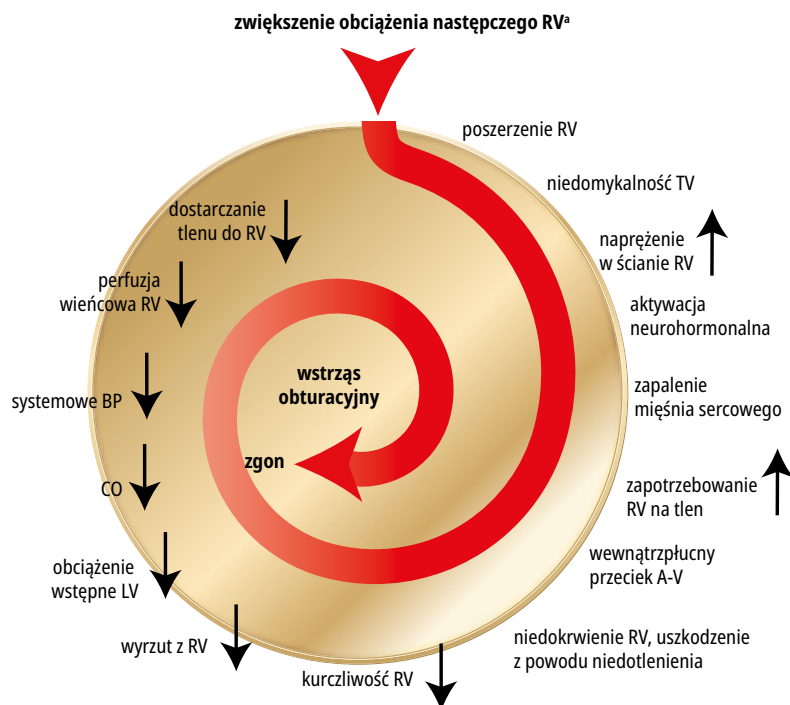 zwiększenie obciążenia następczego RVᵃ
poszerzenie RV
niedomykalność TV
naprężenie
w ścianie RV
aktywacja
neurohormonalna
zapalenie
mięśnia sercowego
zapotrzebowanie
RV na tlen
wewnątrzpłucny
przeciek A-V
niedokrwienie RV, uszkodzenie
z powodu niedotlenienia
kurczliwość RV
wyrzut z RV
obciążenie
wstępne LV
CO
systemowe BP
perfuzja
wieńcowa RV
dostarczanie
tlenu do RV
wstrząs
obturacyjny
zgon